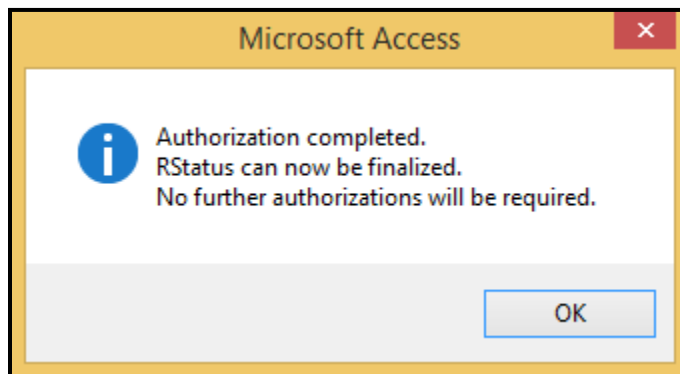 Microsoft Access
Authorization completed.
RStatus can now be finalized.
No further authorizations will be required.
OK